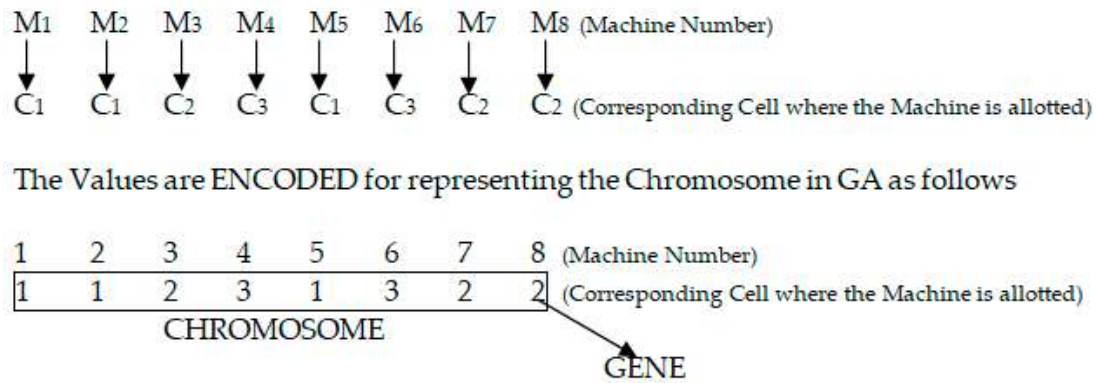 M1 M2 M3 M4 M5 M6 M7 M8 (Machine Number)
C1 C1 C2 C3 C1 C3 C2 C2 (Corresponding Cell where the Machine is allotted)
The Values are ENCODED for representing the Chromosome in GA as follows
1 2 3 4 5 6 7 8 (Machine Number)
1 1 2 3 1 3 2 2 (Corresponding Cell where the Machine is allotted)
CHROMOSOME
GENE